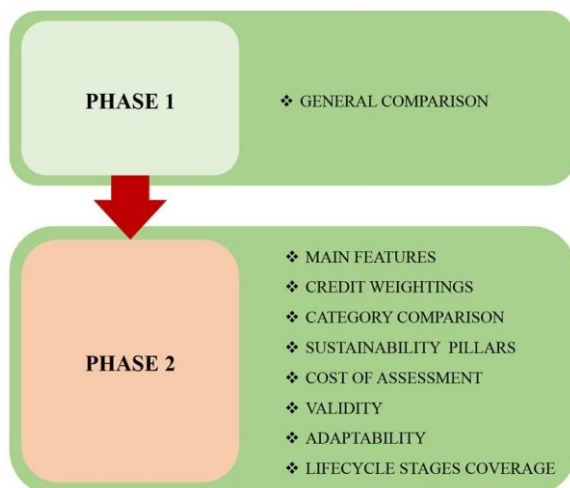 PHASE 1
❖ GENERAL COMPARISON
PHASE 2
❖ MAIN FEATURES
❖ CREDIT WEIGHTINGS
❖ CATEGORY COMPARISON
❖ SUSTAINABILITY PILLARS
❖ COST OF ASSESSMENT
❖ VALIDITY
❖ ADAPTABILITY
❖ LIFECYCLE STAGES COVERAGE